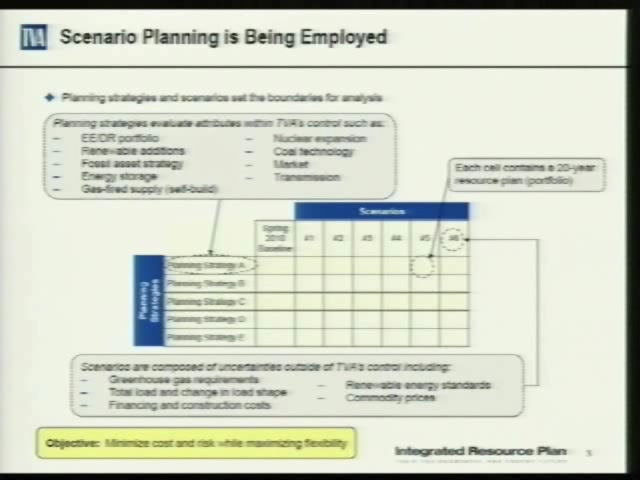 TVA
Scenario Planning is Being Employed
Planning strategies and scenarios set the boundaries for analysis
Planning strategies evaluate attributes within TVA's control such as:
– EE/DR portfolio
– Renewable additions
– Fossil asset strategy
– Energy storage
– Gas-fired supply (self-build)
– Nuclear expansion
– Coal technology
– Market
– Transmission
Each cell contains a 20-year
resource plan (portfolio)
Scenarios
Spring
2010
Baseline
#1 #2 #3 #4 #5 #6
Planning
Strategies
Planning Strategy A
Planning Strategy B
Planning Strategy C
Planning Strategy D
Planning Strategy E
Scenarios are composed of uncertainties outside of TVA's control including:
– Greenhouse gas requirements
– Total load and change in load shape
– Financing and construction costs
– Renewable energy standards
– Commodity prices
Objective: Minimize cost and risk while maximizing flexibility
Integrated Resource Plan